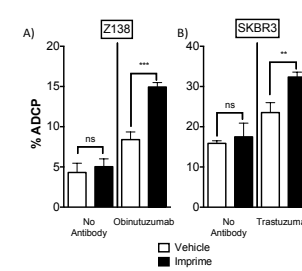 A)
Z138
B)
SKBR3
20
15
10
5
0
% ADCP
ns
***
No
Antibody
Obinutuzumab
40
30
20
10
0
ns
**
No
Antibody
Trastuzuma
Vehicle
Imprime